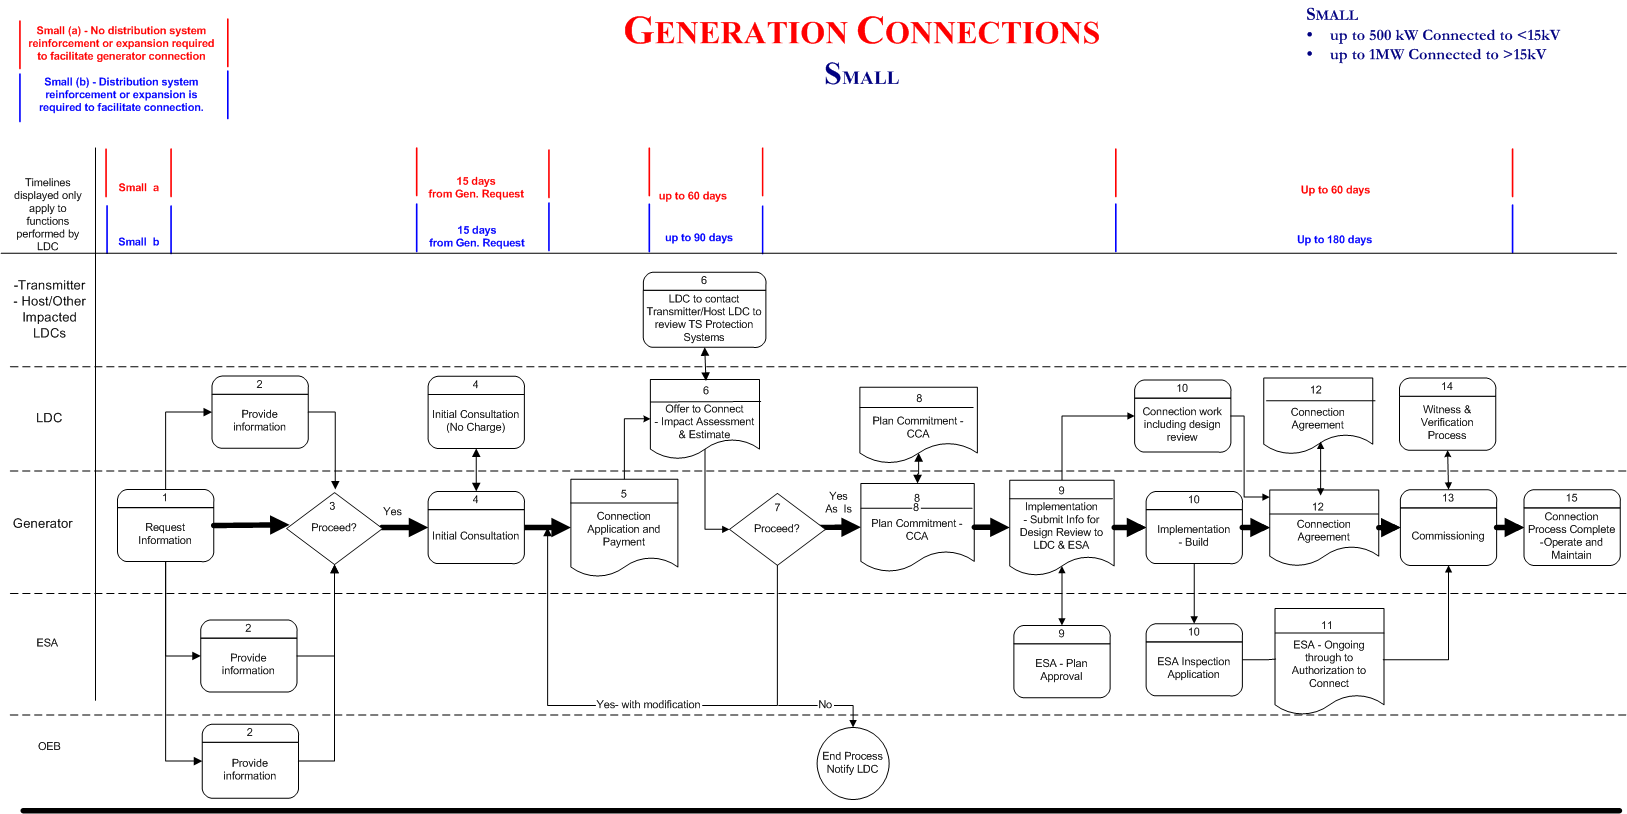 GENERATION CONNECTIONS
SMALL
SMALL
• up to 500 kW Connected to <15kV
• up to 1MW Connected to >15kV
Small (a) - No distribution system
reinforcement or expansion required
to facilitate generator connection
Small (b) - Distribution system
reinforcement or expansion is
required to facilitate connection.
Timelines
displayed only
apply to
functions
performed by
LDC
Small a
15 days
from Gen. Request
up to 60 days
Up to 60 days
Small b
15 days
from Gen. Request
up to 90 days
Up to 180 days
-Transmitter
- Host/Other
Impacted
LDCs
6
LDC to contact
Transmitter/Host LDC to
review TS Protection
Systems
LDC
2
Provide
information
4
Initial Consultation
(No Charge)
6
Offer to Connect
- Impact Assessment
& Estimate
8
Plan Commitment -
CCA
10
Connection work
including design
review
12
Connection
Agreement
14
Witness &
Verification
Process
Generator
1
Request
Information
3
Proceed?
Yes
4
Initial Consultation
5
Connection
Application and
Payment
7
Proceed?
Yes
As Is
8
8
Plan Commitment -
CCA
9
Implementation
- Submit Info for
Design Review to
LDC & ESA
10
Implementation
- Build
12
Connection
Agreement
13
Commissioning
15
Connection
Process Complete
-Operate and
Maintain
ESA
2
Provide
information
9
ESA - Plan
Approval
10
ESA Inspection
Application
11
ESA - Ongoing
through to
Authorization to
Connect
Yes- with modification
No
OEB
2
Provide
information
End Process
Notify LDC